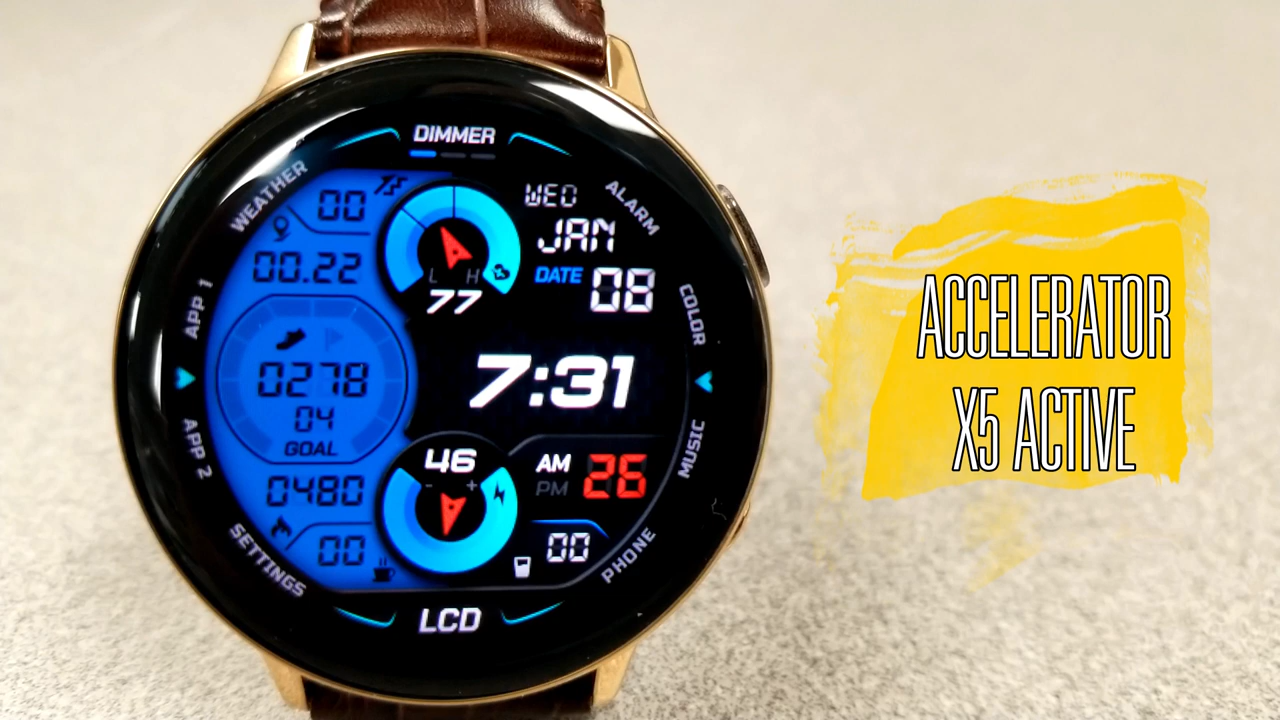 DIMMER
WEATHER
ALARM
00
WED
JAN
00.22
L H
DATE 08
77
APP 1
COLOR
0278
04
GOAL
7:31
APP 2
MUSIC
46
- +
AM 26
PM
0480
00
00
SETTINGS
PHONE
LCD
ACCELERATOR
X5 ACTIVE